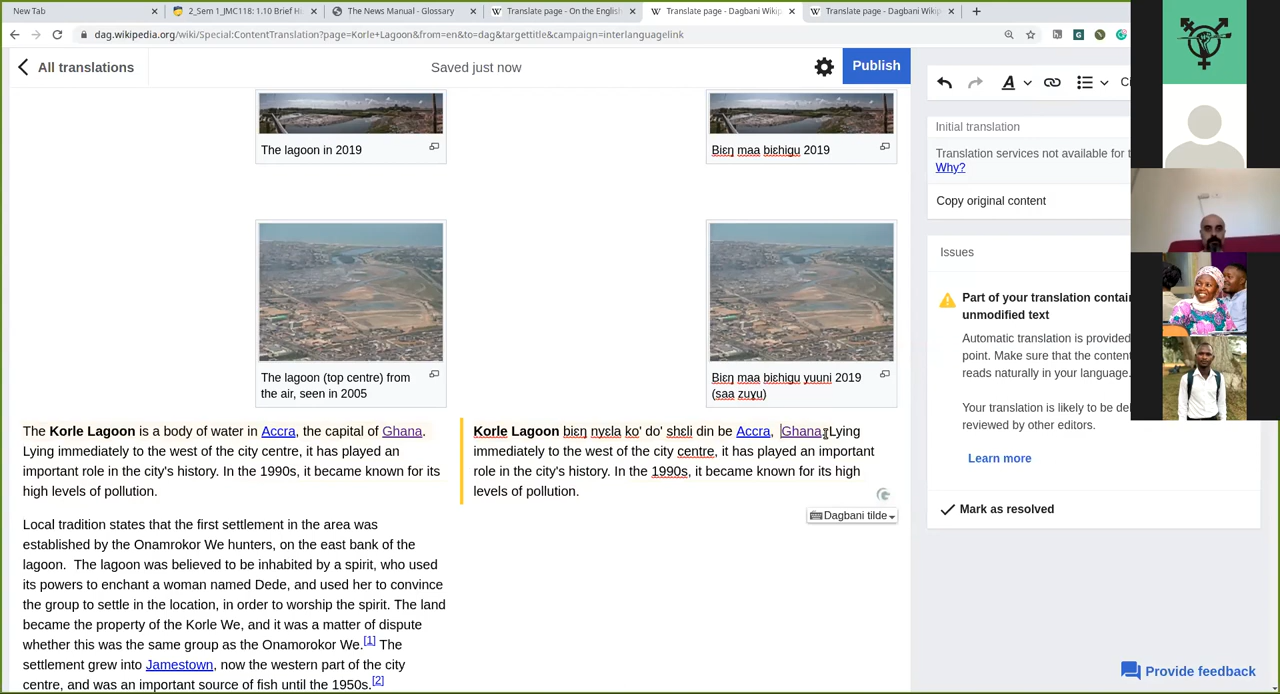 New Tab
2_Sem 1_JMC118: 1.10 Brief H
The News Manual - Glossary
Translate page - On the English
Translate page - Dagbani Wiki
Translate page - Dagbani Wiki
dag.wikipedia.org/wiki/Special:ContentTranslation?page=Korle+Lagoon&from=en&to=dag&targettitle&campaign=interlanguagelink
All translations
Saved just now
Publish
The lagoon in 2019
Biɛŋ maa biɛhigu 2019
The lagoon (top centre) from
the air, seen in 2005
Biɛŋ maa biɛhigu yuuni 2019
(saa zuɣu)
The Korle Lagoon is a body of water in Accra, the capital of Ghana.
Lying immediately to the west of the city centre, it has played an
important role in the city's history. In the 1990s, it became known for its
high levels of pollution.
Local tradition states that the first settlement in the area was
established by the Onamrokor We hunters, on the east bank of the
lagoon. The lagoon was believed to be inhabited by a spirit, who used
its powers to enchant a woman named Dede, and used her to convince
the group to settle in the location, in order to worship the spirit. The land
became the property of the Korle We, and it was a matter of dispute
whether this was the same group as the Onamorokor We.[1] The
settlement grew into Jamestown, now the western part of the city
centre, and was an important source of fish until the 1950s.[2]
Korle Lagoon biɛŋ nyɛla ko' do' shɛli din be Accra, Ghana. Lying
immediately to the west of the city centre, it has played an important
role in the city's history. In the 1990s, it became known for its high
levels of pollution.
Dagbani tilde
A
Initial translation
Translation services not available for t
Why?
Copy original content
Issues
Part of your translation contain
unmodified text
Automatic translation is provided
point. Make sure that the content
reads naturally in your language.
Your translation is likely to be del
reviewed by other editors.
Learn more
Mark as resolved
Provide feedback